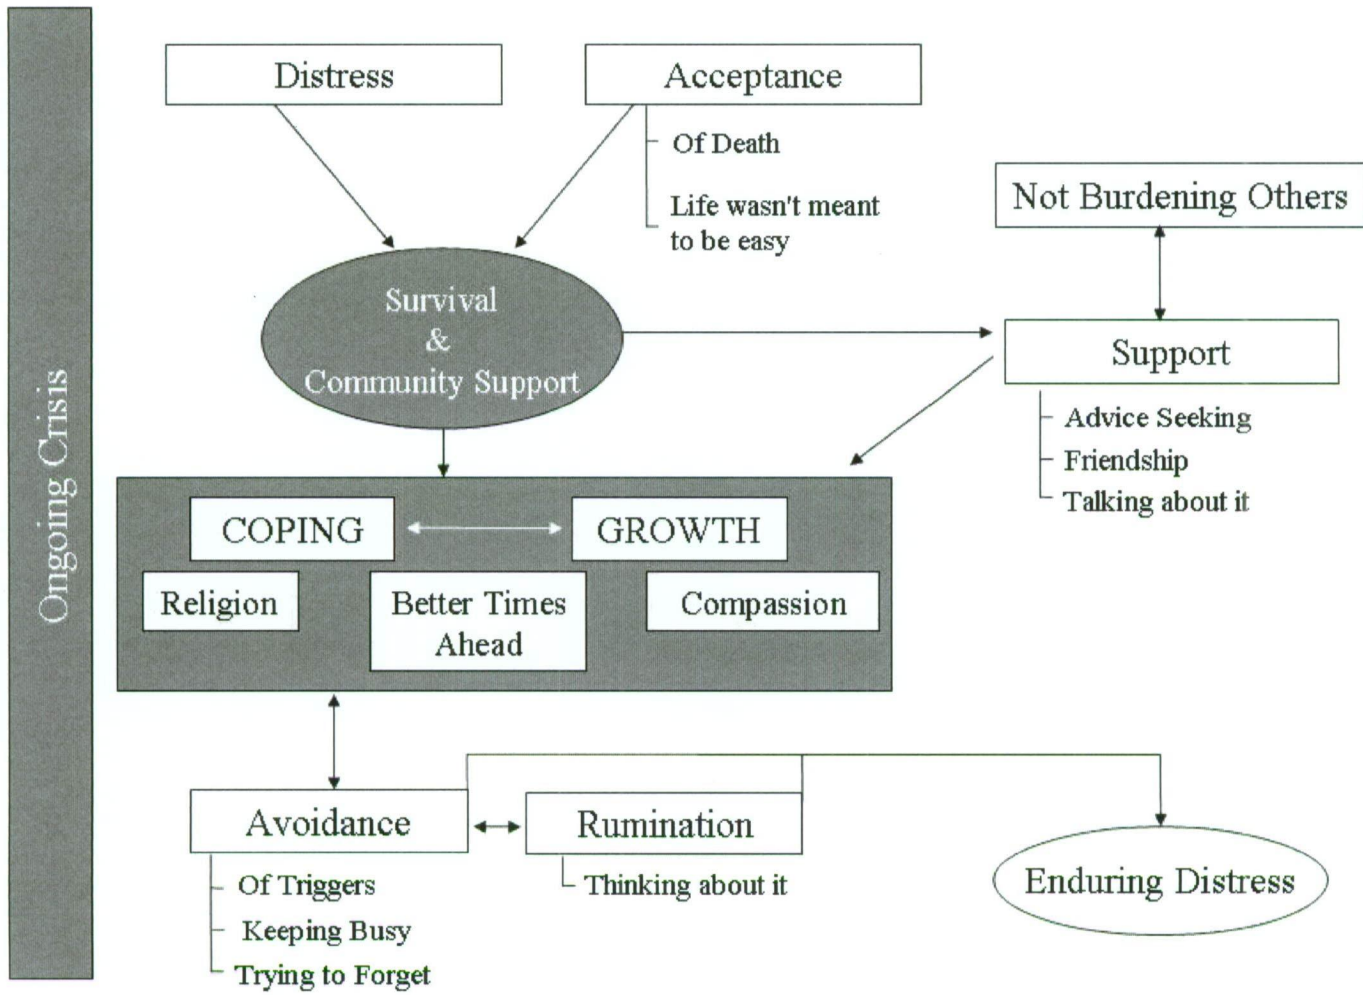 Ongoing Crisis
Distress
Acceptance
Of Death
Life wasn't meant
to be easy
Not Burdening Others
Survival
&
Community Support
Support
Advice Seeking
Friendship
Talking about it
COPING
GROWTH
Religion
Better Times
Ahead
Compassion
Avoidance
Rumination
Of Triggers
Keeping Busy
Trying to Forget
Thinking about it
Enduring Distress